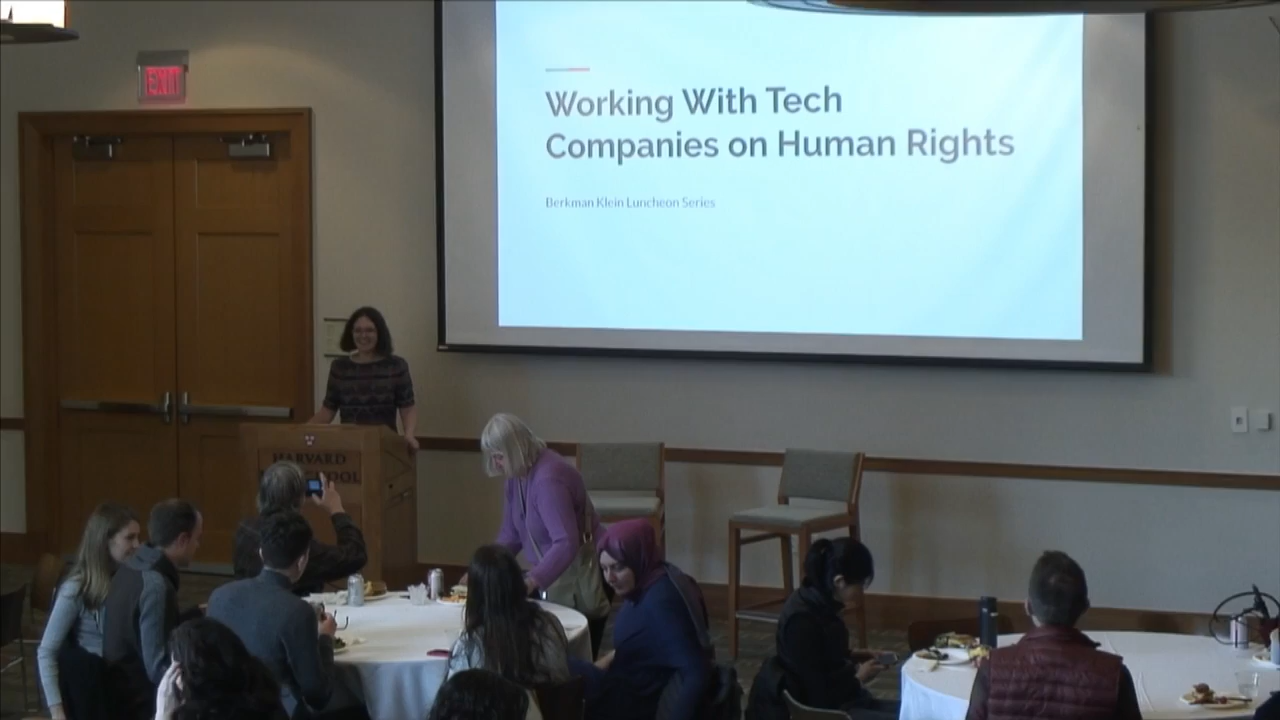 EXIT
Working With Tech
Companies on Human Rights
Berkman Klein Luncheon Series
HARVARD